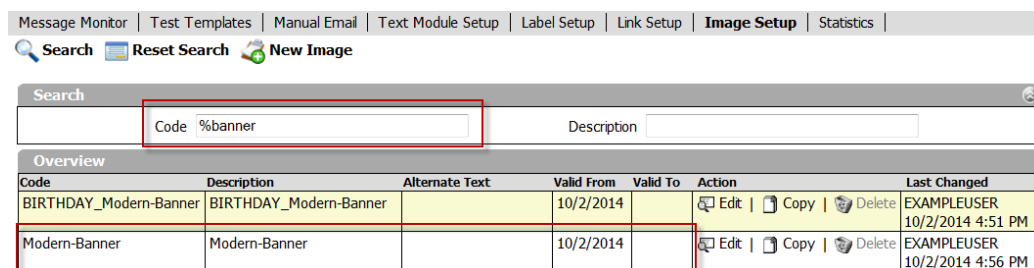 Message Monitor | Test Templates | Manual Email | Text Module Setup | Label Setup | Link Setup | Image Setup | Statistics |
Search Reset Search New Image
Search
Code %banner Description
Overview
Code Description Alternate Text Valid From Valid To Action Last Changed
BIRTHDAY_Modern-Banner BIRTHDAY_Modern-Banner 10/2/2014 Edit | Copy | Delete EXAMPLEUSER
10/2/2014 4:51 PM
Modern-Banner Modern-Banner 10/2/2014 Edit | Copy | Delete EXAMPLEUSER
10/2/2014 4:56 PM